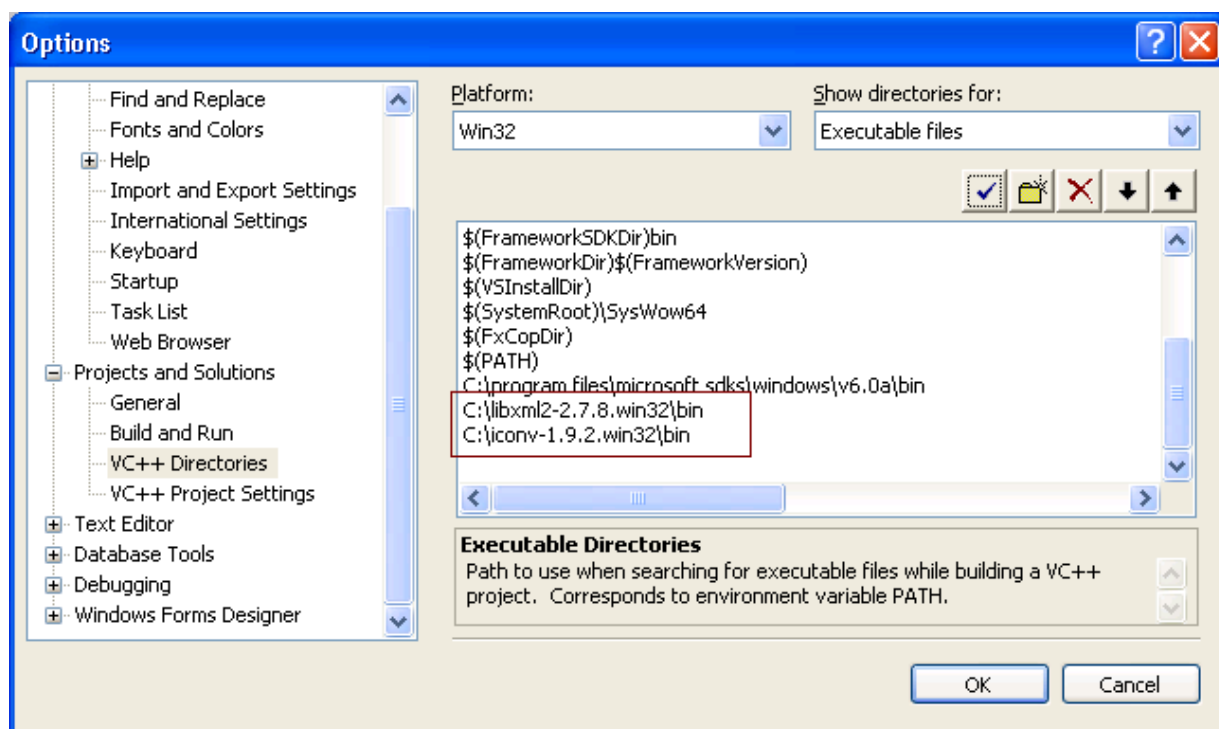 Options
Find and Replace
Fonts and Colors
Help
Import and Export Settings
International Settings
Keyboard
Startup
Task List
Web Browser
Projects and Solutions
General
Build and Run
VC++ Directories
VC++ Project Settings
Text Editor
Database Tools
Debugging
Windows Forms Designer
Platform:
Win32
Show directories for:
Executable files
$(FrameworkSDKDir)bin
$(FrameworkDir)$(FrameworkVersion)
$(VSInstallDir)
$(SystemRoot)\SysWow64
$(FxCopDir)
$(PATH)
C:\program files\microsoft sdks\windows\v6.0a\bin
C:\libxml2-2.7.8.win32\bin
C:\iconv-1.9.2.win32\bin
Executable Directories
Path to use when searching for executable files while building a VC++
project.  Corresponds to environment variable PATH.
OK
Cancel